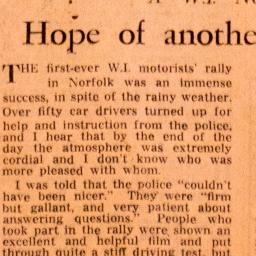 Hope of anothe
THE first-ever W.I. motorists' rally
in Norfolk was an immense
success, in spite of the rainy weather.
Over fifty car drivers turned up for
help and instruction from the police,
and I hear that by the end of the
day the atmosphere was extremely
cordial and I don't know who was
more pleased with whom.
I was told that the police "couldn't
have been nicer." They were "firm
but gallant, and very patient about
answering questions." People who
took part in the rally were shown an
excellent and helpful film and put
through quite a stiff driving test, but